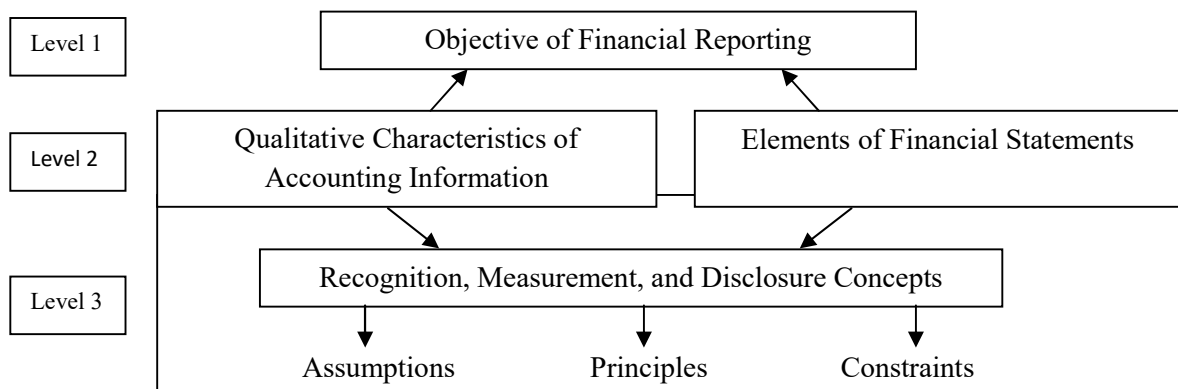 Level 1
Objective of Financial Reporting
Level 2
Qualitative Characteristics of
Accounting Information
Elements of Financial Statements
Level 3
Recognition, Measurement, and Disclosure Concepts
Assumptions
Principles
Constraints